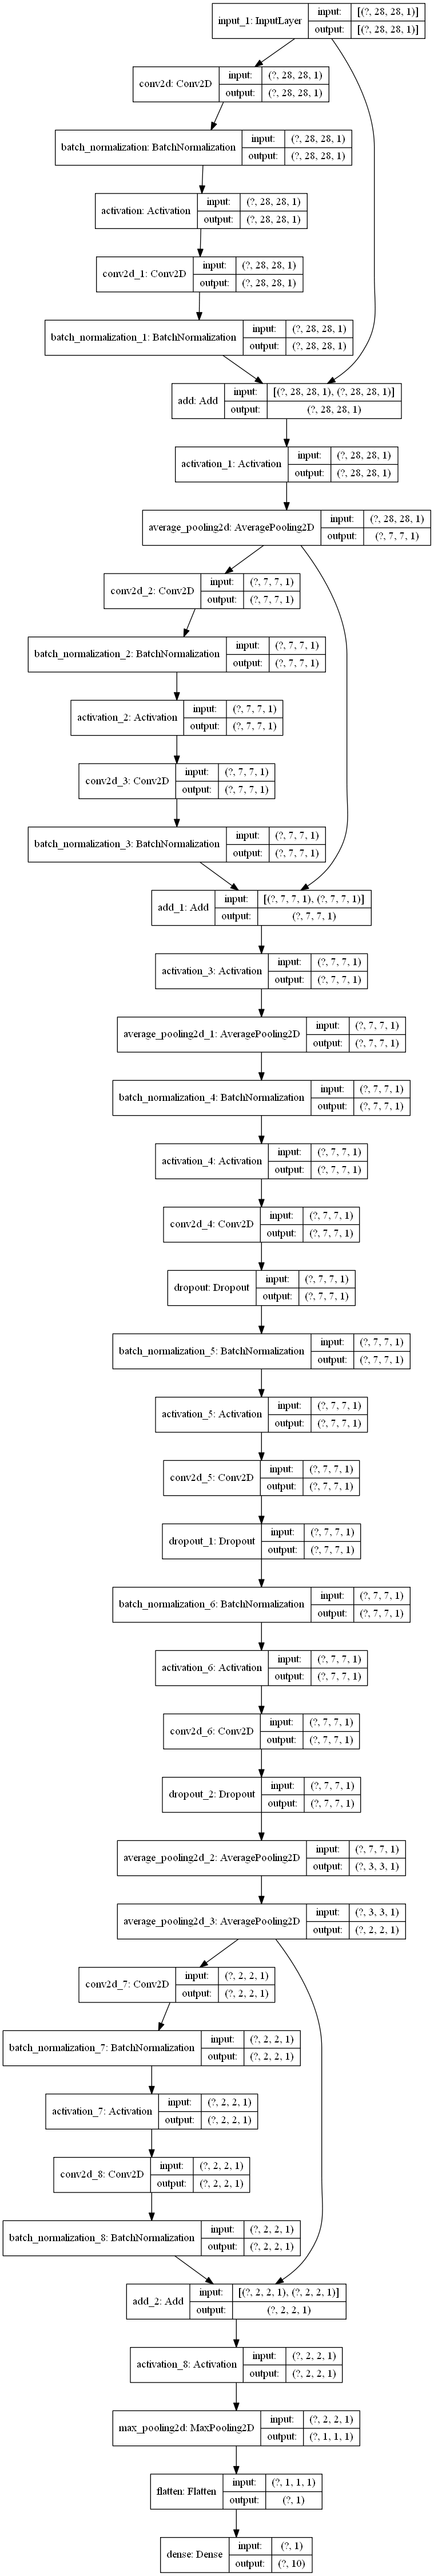 input_1: InputLayer input: [(?, 28, 28, 1)]
output: [(?, 28, 28, 1)]
conv2d: Conv2D input: (?, 28, 28, 1)
output: (?, 28, 28, 1)
batch_normalization: BatchNormalization input: (?, 28, 28, 1)
output: (?, 28, 28, 1)
activation: Activation input: (?, 28, 28, 1)
output: (?, 28, 28, 1)
conv2d_1: Conv2D input: (?, 28, 28, 1)
output: (?, 28, 28, 1)
batch_normalization_1: BatchNormalization input: (?, 28, 28, 1)
output: (?, 28, 28, 1)
add: Add input: [(?, 28, 28, 1), (?, 28, 28, 1)]
output: (?, 28, 28, 1)
activation_1: Activation input: (?, 28, 28, 1)
output: (?, 28, 28, 1)
average_pooling2d: AveragePooling2D input: (?, 28, 28, 1)
output: (?, 7, 7, 1)
conv2d_2: Conv2D input: (?, 7, 7, 1)
output: (?, 7, 7, 1)
batch_normalization_2: BatchNormalization input: (?, 7, 7, 1)
output: (?, 7, 7, 1)
activation_2: Activation input: (?, 7, 7, 1)
output: (?, 7, 7, 1)
conv2d_3: Conv2D input: (?, 7, 7, 1)
output: (?, 7, 7, 1)
batch_normalization_3: BatchNormalization input: (?, 7, 7, 1)
output: (?, 7, 7, 1)
add_1: Add input: [(?, 7, 7, 1), (?, 7, 7, 1)]
output: (?, 7, 7, 1)
activation_3: Activation input: (?, 7, 7, 1)
output: (?, 7, 7, 1)
average_pooling2d_1: AveragePooling2D input: (?, 7, 7, 1)
output: (?, 7, 7, 1)
batch_normalization_4: BatchNormalization input: (?, 7, 7, 1)
output: (?, 7, 7, 1)
activation_4: Activation input: (?, 7, 7, 1)
output: (?, 7, 7, 1)
conv2d_4: Conv2D input: (?, 7, 7, 1)
output: (?, 7, 7, 1)
dropout: Dropout input: (?, 7, 7, 1)
output: (?, 7, 7, 1)
batch_normalization_5: BatchNormalization input: (?, 7, 7, 1)
output: (?, 7, 7, 1)
activation_5: Activation input: (?, 7, 7, 1)
output: (?, 7, 7, 1)
conv2d_5: Conv2D input: (?, 7, 7, 1)
output: (?, 7, 7, 1)
dropout_1: Dropout input: (?, 7, 7, 1)
output: (?, 7, 7, 1)
batch_normalization_6: BatchNormalization input: (?, 7, 7, 1)
output: (?, 7, 7, 1)
activation_6: Activation input: (?, 7, 7, 1)
output: (?, 7, 7, 1)
conv2d_6: Conv2D input: (?, 7, 7, 1)
output: (?, 7, 7, 1)
dropout_2: Dropout input: (?, 7, 7, 1)
output: (?, 7, 7, 1)
average_pooling2d_2: AveragePooling2D input: (?, 7, 7, 1)
output: (?, 3, 3, 1)
average_pooling2d_3: AveragePooling2D input: (?, 3, 3, 1)
output: (?, 2, 2, 1)
conv2d_7: Conv2D input: (?, 2, 2, 1)
output: (?, 2, 2, 1)
batch_normalization_7: BatchNormalization input: (?, 2, 2, 1)
output: (?, 2, 2, 1)
activation_7: Activation input: (?, 2, 2, 1)
output: (?, 2, 2, 1)
conv2d_8: Conv2D input: (?, 2, 2, 1)
output: (?, 2, 2, 1)
batch_normalization_8: BatchNormalization input: (?, 2, 2, 1)
output: (?, 2, 2, 1)
add_2: Add input: [(?, 2, 2, 1), (?, 2, 2, 1)]
output: (?, 2, 2, 1)
activation_8: Activation input: (?, 2, 2, 1)
output: (?, 2, 2, 1)
max_pooling2d: MaxPooling2D input: (?, 2, 2, 1)
output: (?, 1, 1, 1)
flatten: Flatten input: (?, 1, 1, 1)
output: (?, 1)
dense: Dense input: (?, 1)
output: (?, 10)